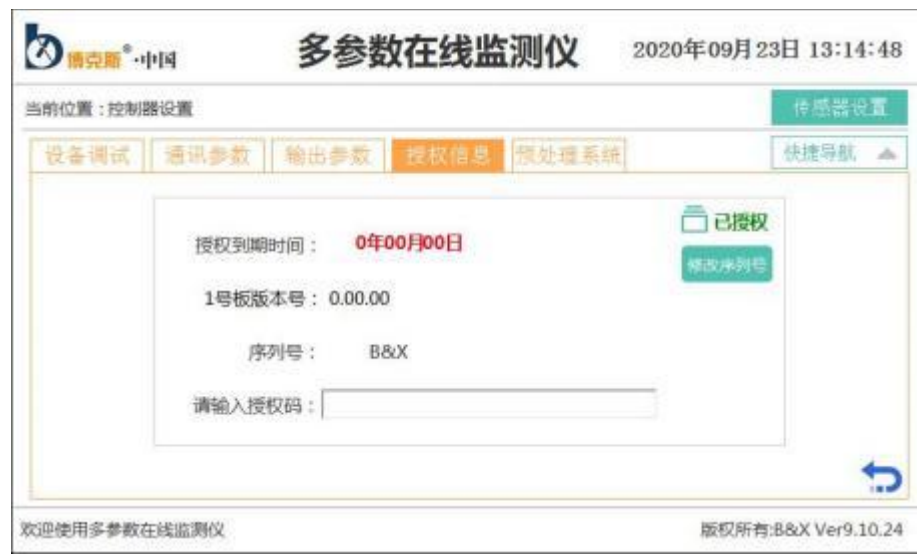 博克斯®·中国
多参数在线监测仪
2020年09月23日 13:14:48
当前位置：控制器设置
传感器设置
设备调试 通讯参数 输出参数 授权信息 预处理系统
快捷导航
已授权
授权到期时间： 0年00月00日
修改序列号
1号板版本号： 0.00.00
序列号： B&X
请输入授权码：
欢迎使用多参数在线监测仪
版权所有:B&X Ver9.10.24